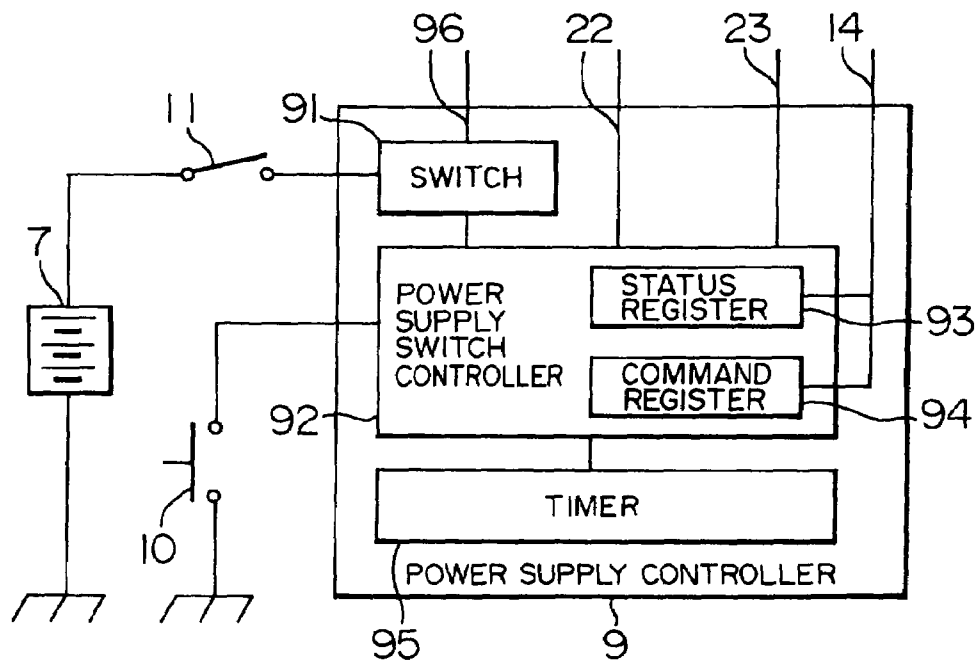 96 22 23 14
11
91
SWITCH
7
POWER
SUPPLY
SWITCH
CONTROLLER
STATUS
REGISTER
93
COMMAND
REGISTER
92
94
TIMER
10
POWER SUPPLY CONTROLLER
95
9